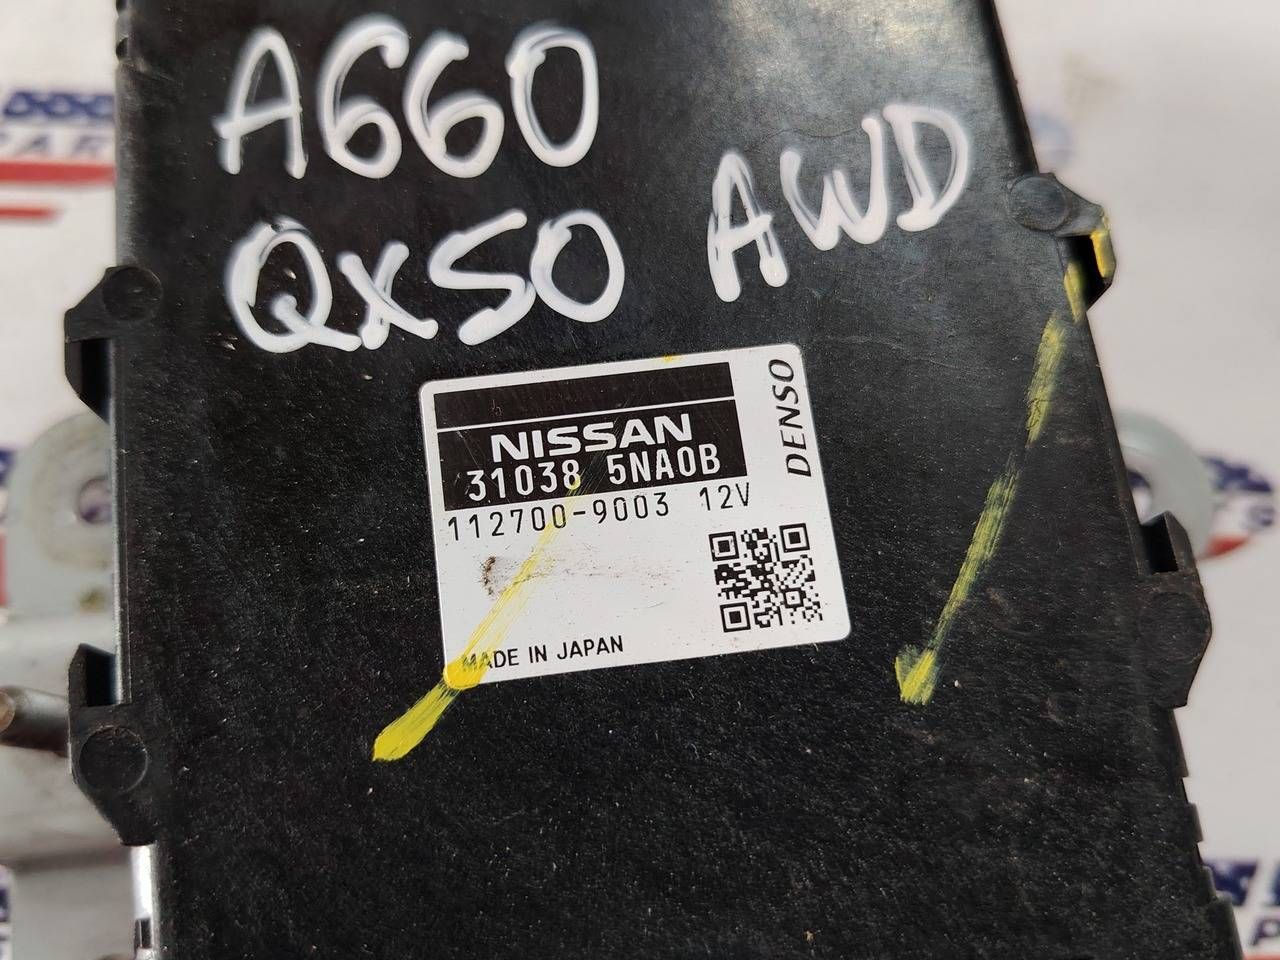 A660
QX50 AWD
NISSAN
31038 5NA0B
112700-9003 12V
DENSO
MADE IN JAPAN